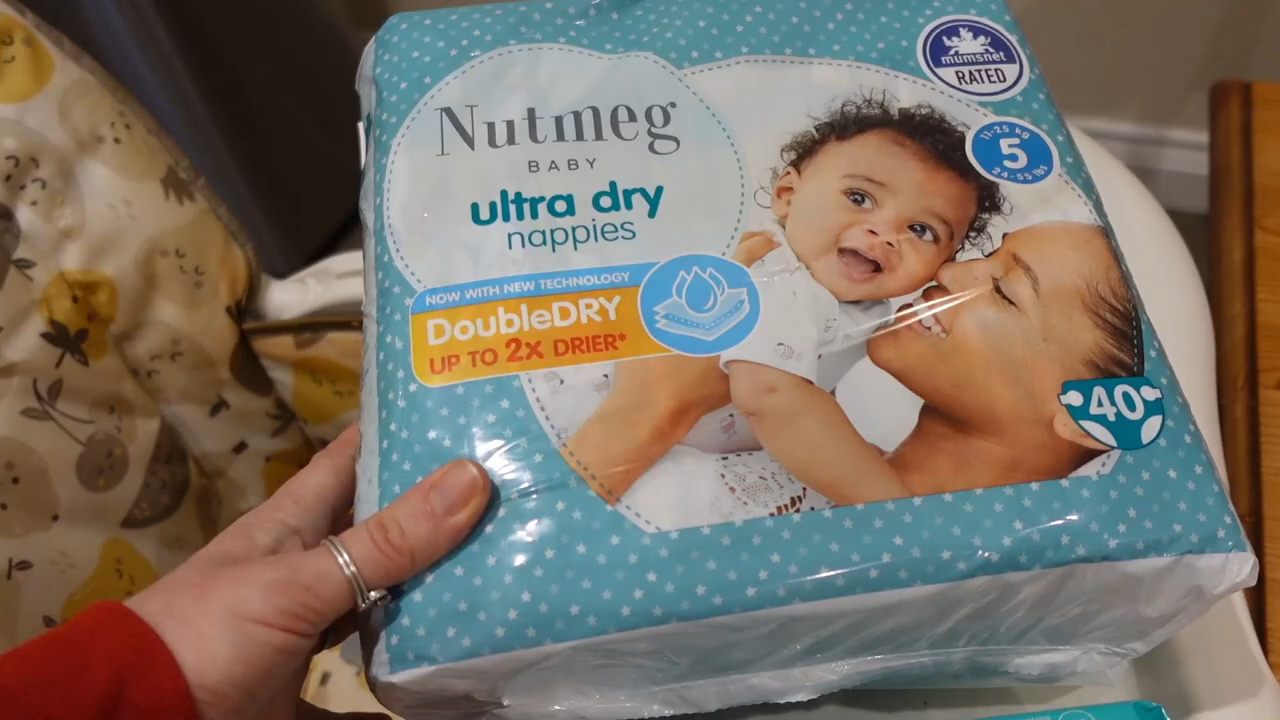 Nutmeg
BABY
ultra dry
nappies
NOW WITH NEW TECHNOLOGY
DoubleDRY
UP TO 2x DRIER*
mumsnet
RATED
11-25 kg
5
24-55 lbs
40